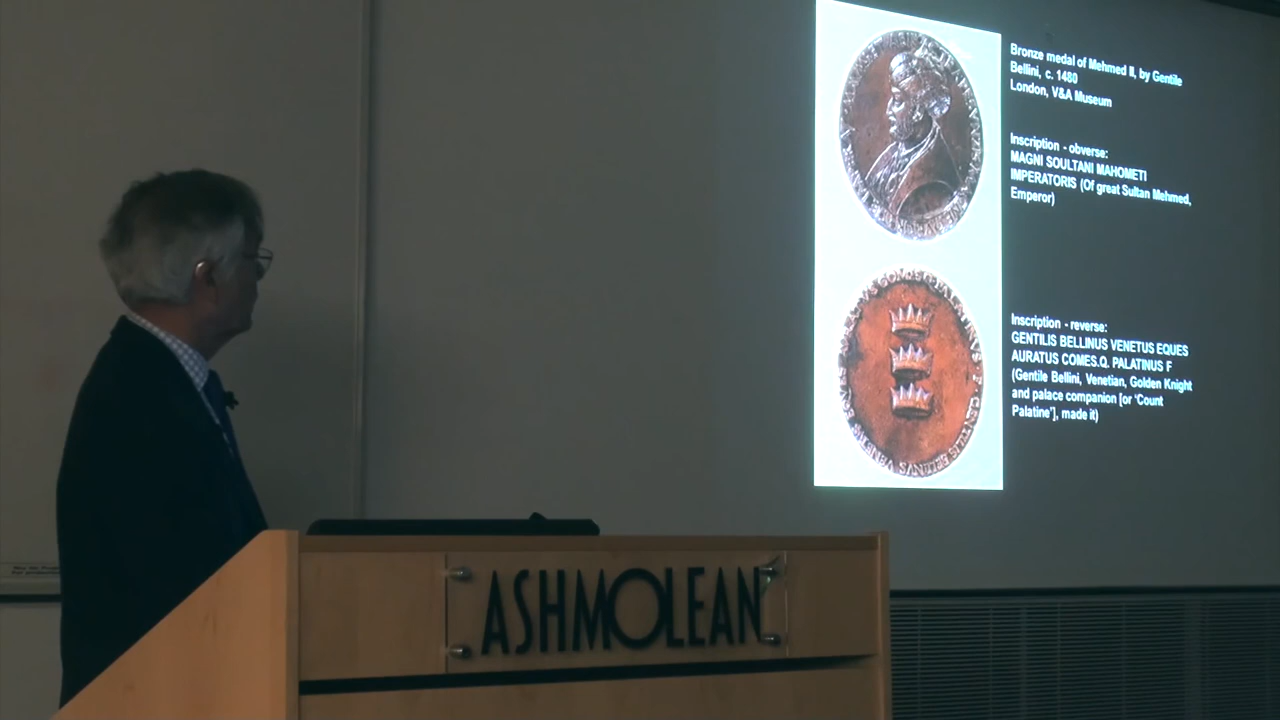 Bronze medal of Mehmed II, by Gentile
Bellini, c. 1480
London, V&A Museum
Inscription - obverse:
MAGNI SOULTANI MAHOMETI
IMPERATORIS (Of great Sultan Mehmed,
Emperor)
Inscription - reverse:
GENTILIS BELLINUS VENETUS EQUES
AURATUS COMES.Q. PALATINUS F
(Gentile Bellini, Venetian, Golden Knight
and palace companion [or 'Count
Palatine'], made it)
ASHMOLEAN